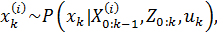 x_k^{(i)} ~ P(x_k | X_{0:k-1}^{(i)}, Z_{0:k}, u_k),